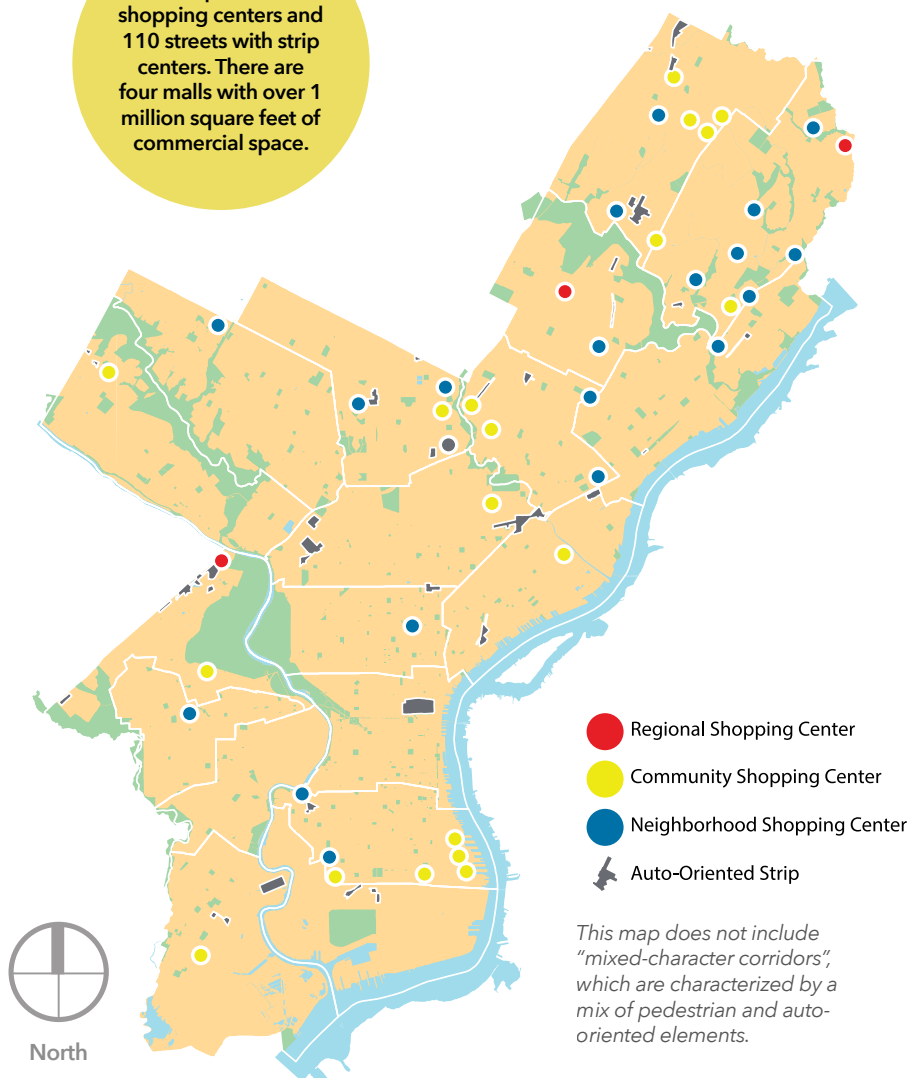 shopping centers and
110 streets with strip
centers. There are
four malls with over 1
million square feet of
commercial space.
Regional Shopping Center
Community Shopping Center
Neighborhood Shopping Center
Auto-Oriented Strip
This map does not include
“mixed-character corridors”,
which are characterized by a
mix of pedestrian and auto-
oriented elements.
North